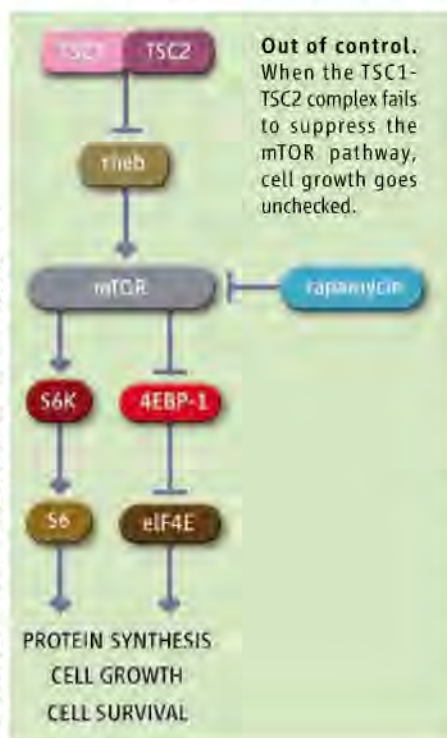 TSC1
TSC2
Out of control.
When the TSC1-
TSC2 complex fails
to suppress the
mTOR pathway,
cell growth goes
unchecked.
rheb
mTOR
rapamycin
S6K
4EBP-1
S6
elF4E
PROTEIN SYNTHESIS
CELL GROWTH
CELL SURVIVAL